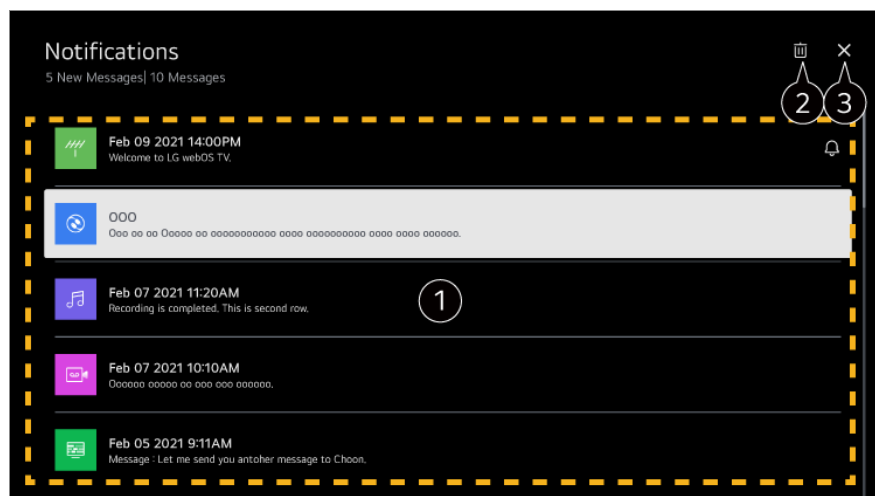 Notifications
5 New Messages| 10 Messages
2
3
Feb 09 2021 14:00PM
Welcome to LG webOS TV.
OOO
Ooo oo oo Ooooo oo ooooooooooo oooo oooooooooo oooo oooo oooooo.
Feb 07 2021 11:20AM
Recording is completed. This is second row.
1
Feb 07 2021 10:10AM
Oooooo ooooo oo ooo ooo oooooo.
Feb 05 2021 9:11AM
Message : Let me send you antoher message to Choon.